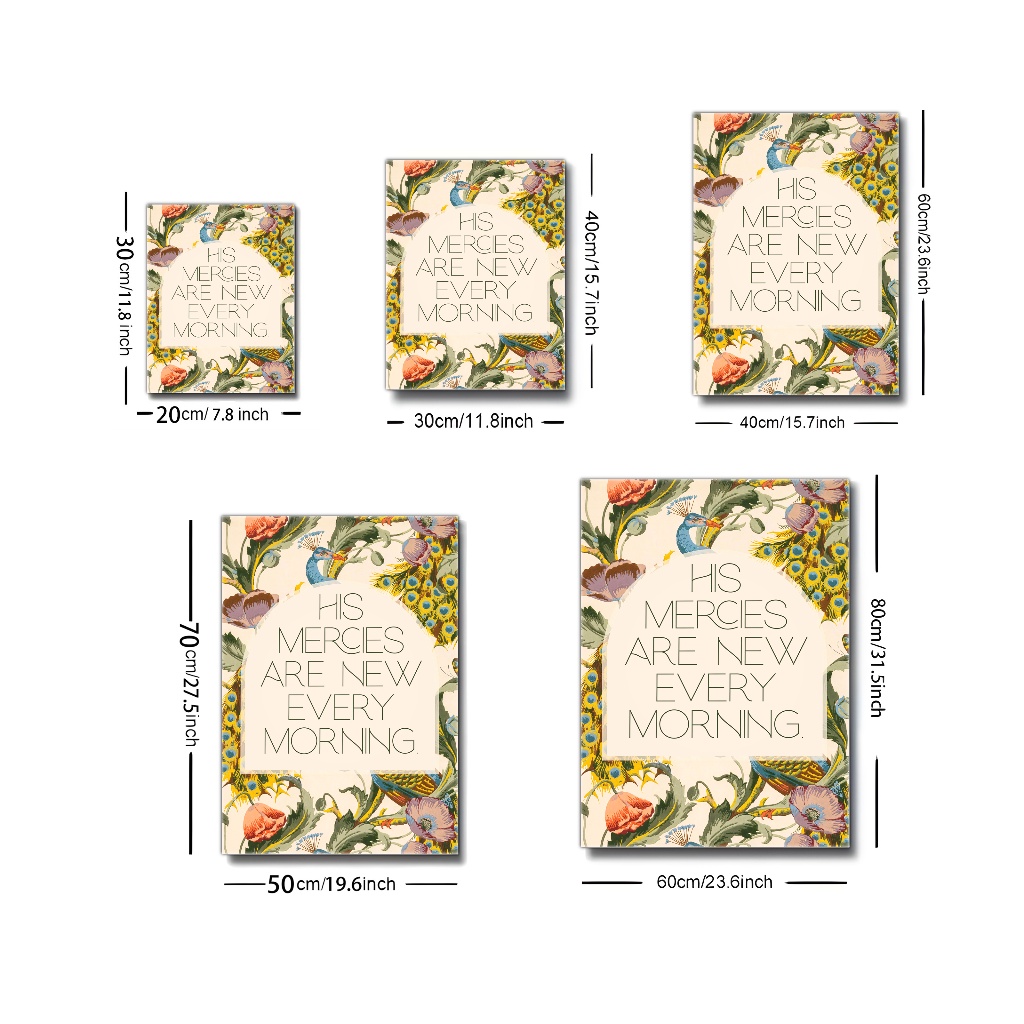 HIS
MERCIES
ARE NEW
EVERY
MORNING.
30cm/11.8 inch
20cm/ 7.8 inch
HIS
MERCIES
ARE NEW
EVERY
MORNING
40cm/15.7inch
30cm/11.8inch
HIS
MERCIES
ARE NEW
EVERY
MORNING
60cm/23.6inch
40cm/15.7inch
HIS
MERCIES
ARE NEW
EVERY
MORNING.
70cm/27.5inch
50cm/19.6inch
HIS
MERCIES
ARE NEW
EVERY
MORNING.
80cm/31.5inch
60cm/23.6inch